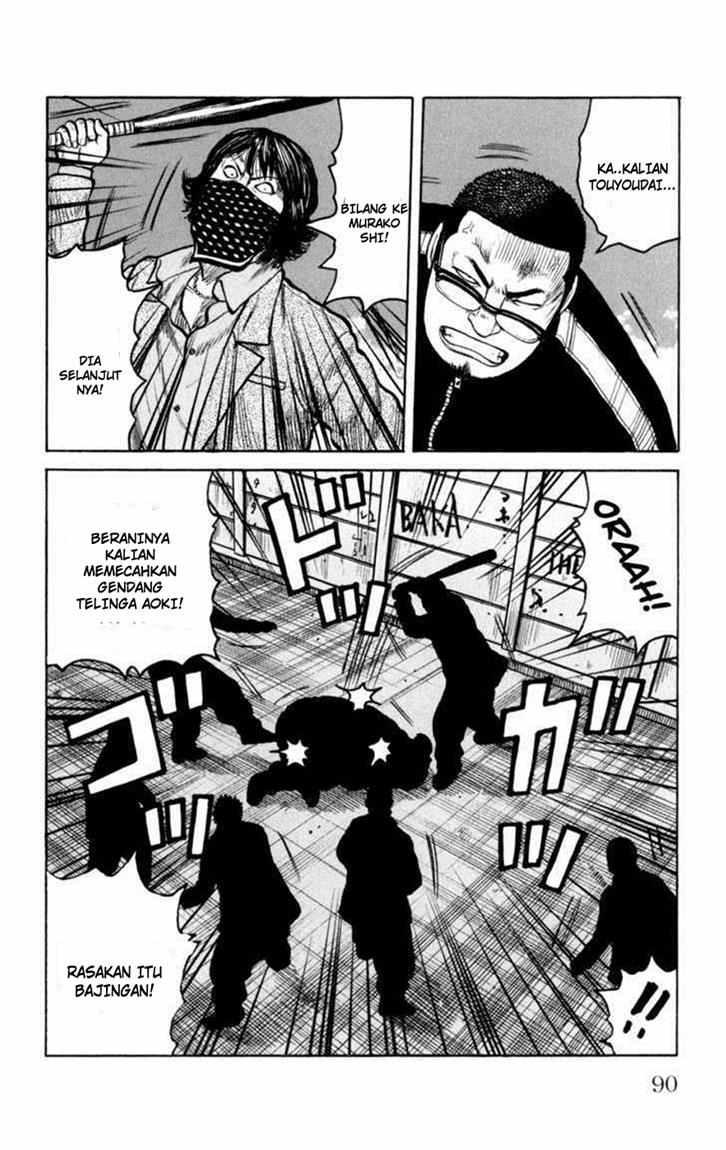 KA..KALIAN
TOUYOUDAI...
BILANG KE
MURAKO
SHI!
DIA
SELANJUT
NYA!
ORAAH!
BERANINYA
KALIAN
MEMECAHKAN
GENDANG
TELINGA AOKI!
BAKA
THE
ドッ
ガッ
ゴッ
!!
RASAKAN ITU
BAJINGAN!
90